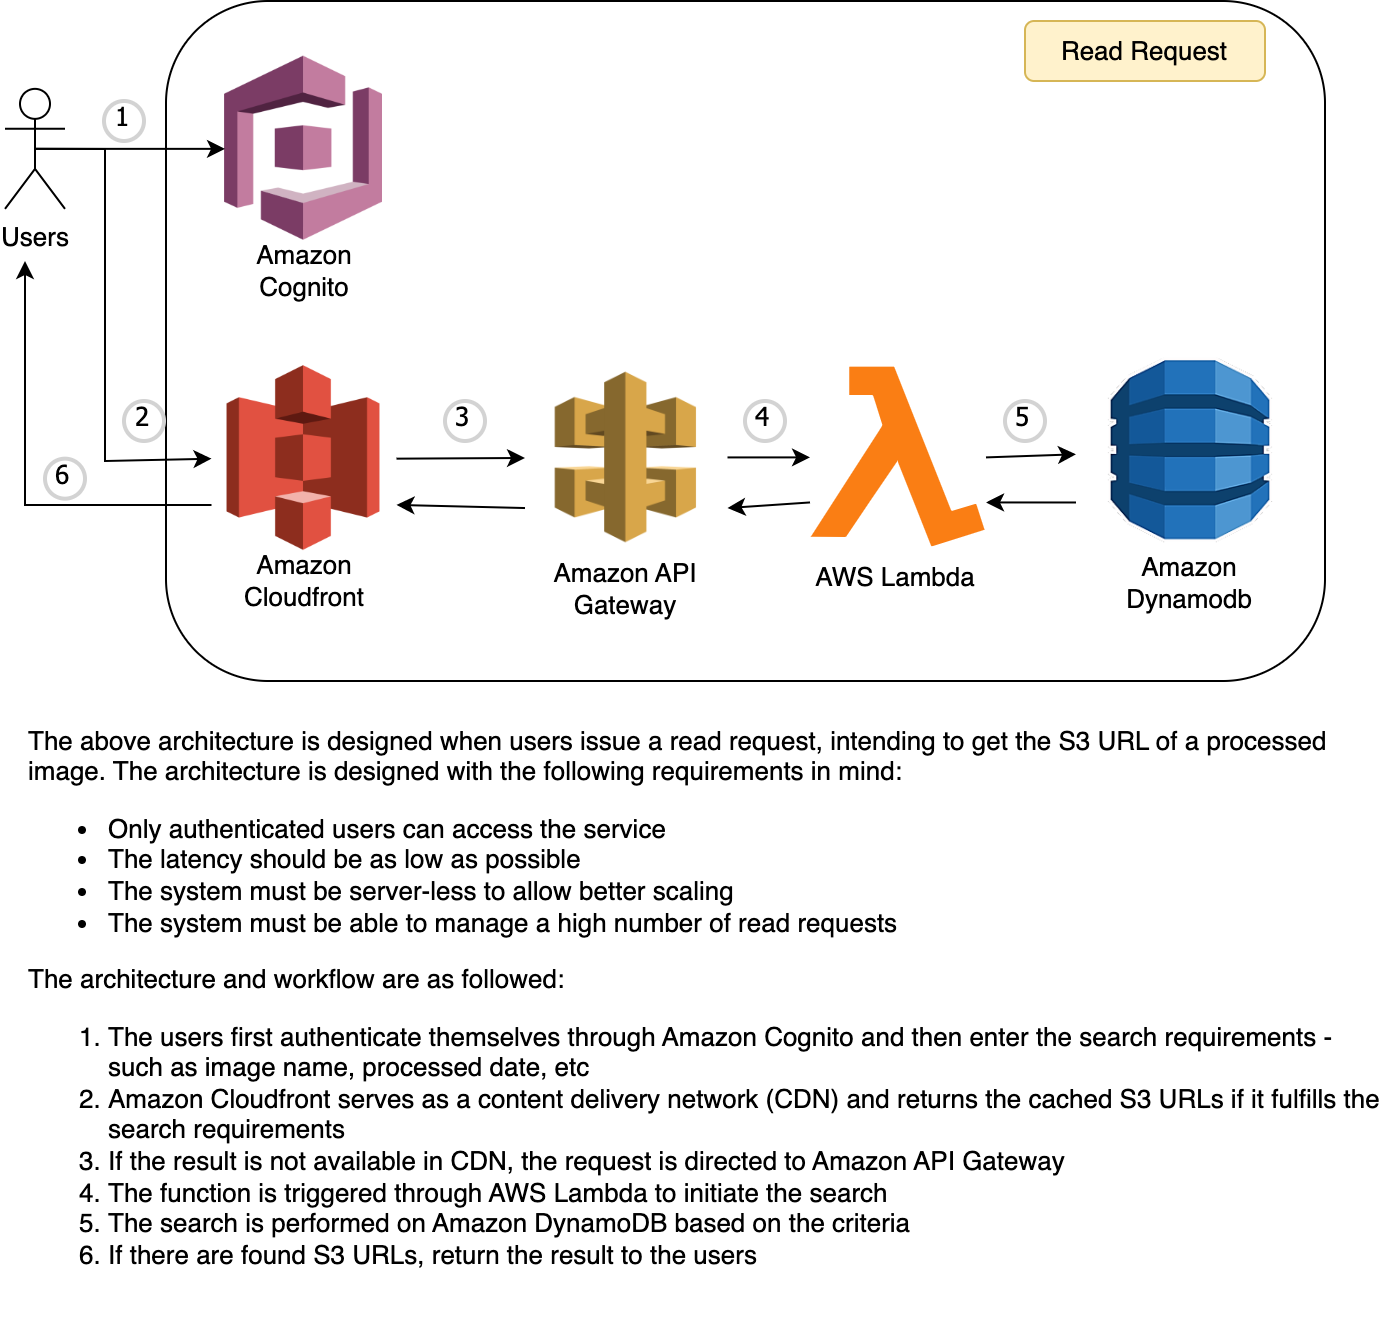 Read Request
1
Users
Amazon
Cognito
2
3
4
5
6
Amazon
Cloudfront
Amazon API
Gateway
AWS Lambda
Amazon
Dynamodb
The above architecture is designed when users issue a read request, intending to get the S3 URL of a processed
image. The architecture is designed with the following requirements in mind:
• Only authenticated users can access the service
• The latency should be as low as possible
• The system must be server-less to allow better scaling
• The system must be able to manage a high number of read requests
The architecture and workflow are as followed:
1. The users first authenticate themselves through Amazon Cognito and then enter the search requirements -
such as image name, processed date, etc
2. Amazon Cloudfront serves as a content delivery network (CDN) and returns the cached S3 URLs if it fulfills the
search requirements
3. If the result is not available in CDN, the request is directed to Amazon API Gateway
4. The function is triggered through AWS Lambda to initiate the search
5. The search is performed on Amazon DynamoDB based on the criteria
6. If there are found S3 URLs, return the result to the users